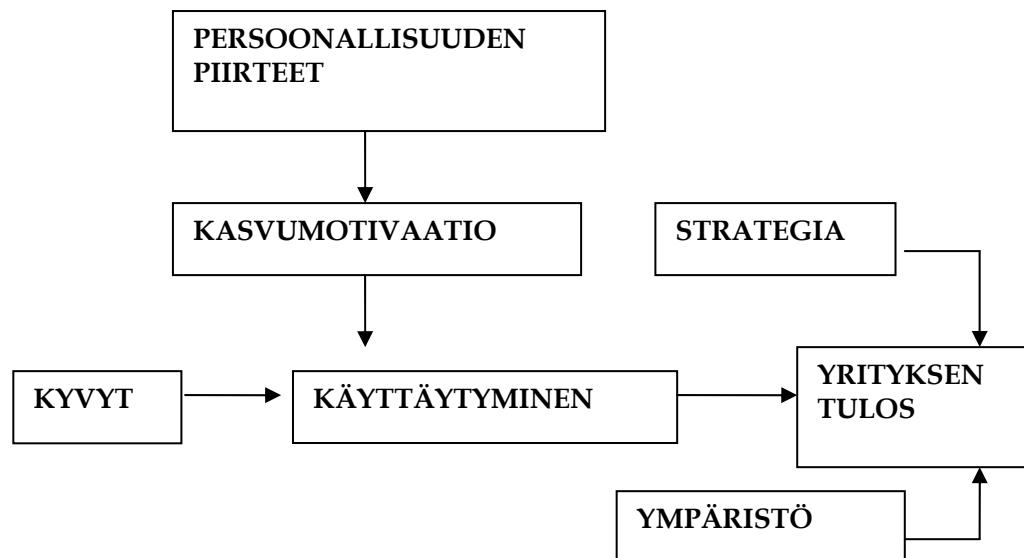 PERSOONALLISUUDEN
PIIRTEET
KASVUMOTIVAATIO
STRATEGIA
KYVYT
KÄYTTÄYTYMINEN
YRITYKSEN
TULOS
YMPÄRISTÖ